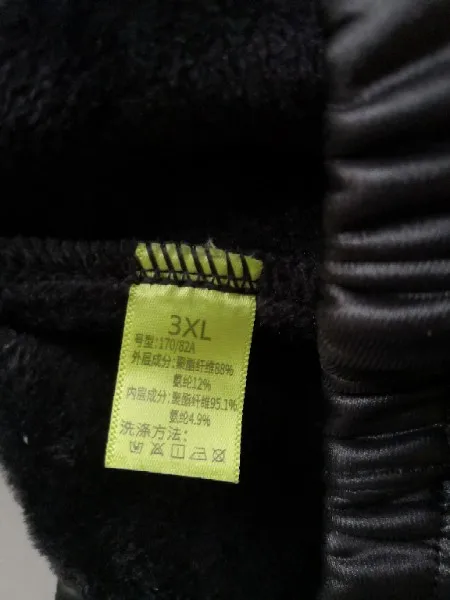 3XL
号型:170/82A
外层成分:聚酯纤维88%
氨纶12%
内层成分:聚酯纤维95.1%
氨纶4.9%
洗涤方法: